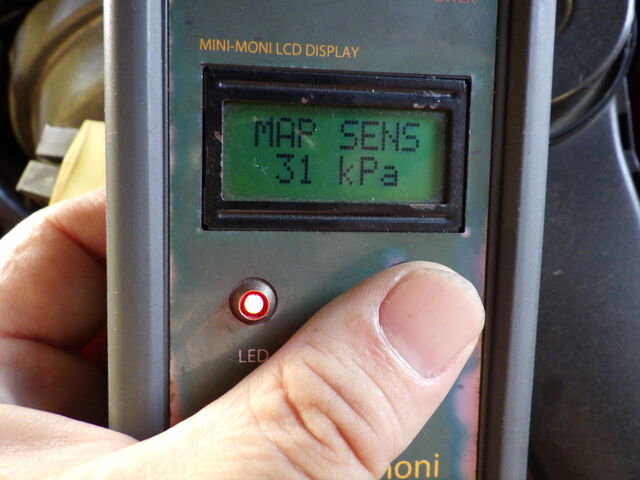 MINI-MONI LCD DISPLAY
MAP SENS
31 kPa
LED